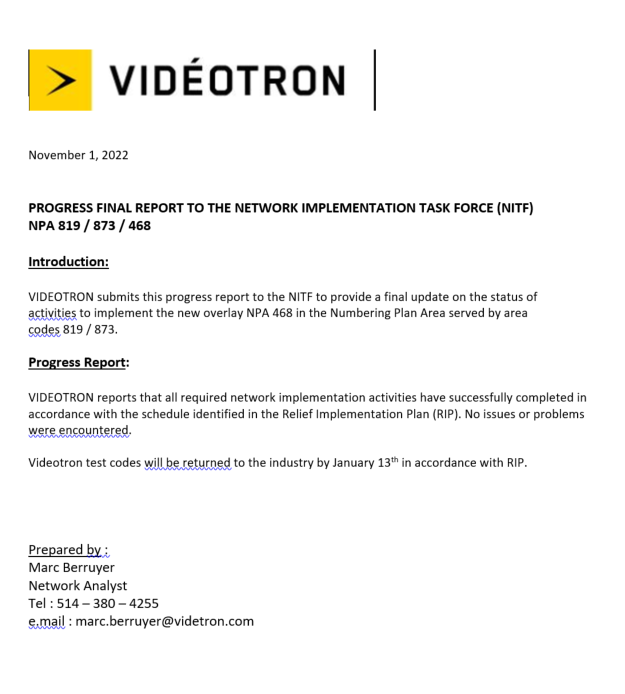 VIDÉOTRON
November 1, 2022
PROGRESS FINAL REPORT TO THE NETWORK IMPLEMENTATION TASK FORCE (NITF)
NPA 819 / 873 / 468
Introduction:
VIDEOTRON submits this progress report to the NITF to provide a final update on the status of
activities to implement the new overlay NPA 468 in the Numbering Plan Area served by area
codes 819 / 873.
Progress Report:
VIDEOTRON reports that all required network implementation activities have successfully completed in
accordance with the schedule identified in the Relief Implementation Plan (RIP). No issues or problems
were encountered.
Videotron test codes will be returned to the industry by January 13th in accordance with RIP.
Prepared by :
Marc Berruyer
Network Analyst
Tel : 514 – 380 – 4255
e.mail : marc.berruyer@videtron.com